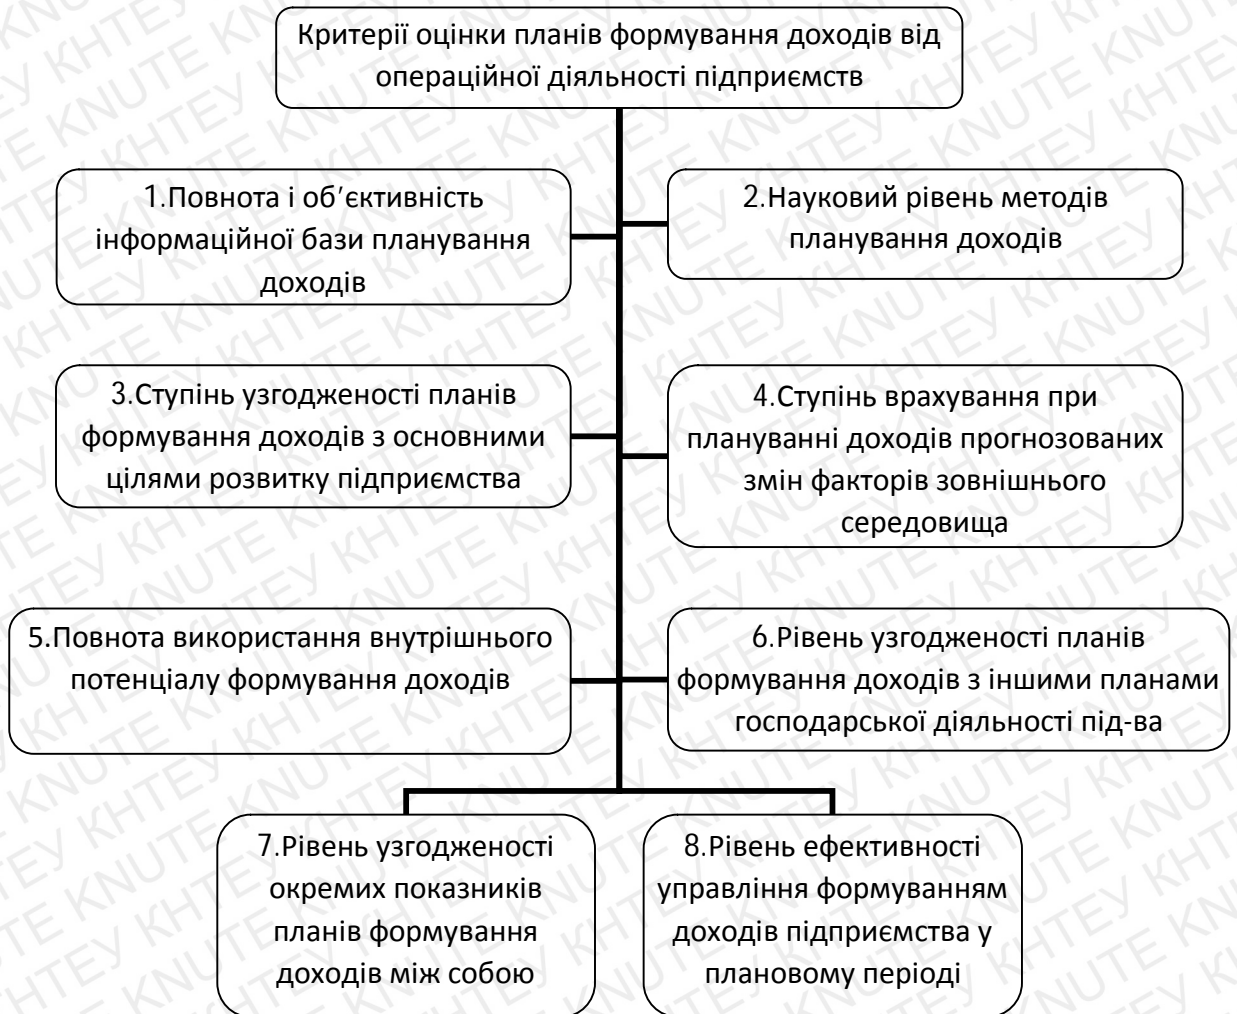 Критерії оцінки планів формування доходів від
операційної діяльності підприємств
1.Повнота і об′єктивність
інформаційної бази планування
доходів
2.Науковий рівень методів
планування доходів
3.Ступінь узгодженості планів
формування доходів з основними
цілями розвитку підприємства
4.Ступінь врахування при
плануванні доходів прогнозованих
змін факторів зовнішнього
середовища
5.Повнота використання внутрішнього
потенціалу формування доходів
6.Рівень узгодженості планів
формування доходів з іншими планами
господарської діяльності під-ва
7.Рівень узгодженості
окремих показників
планів формування
доходів між собою
8.Рівень ефективності
управління формуванням
доходів підприємства у
плановому періоді
KNUTE КНТЕУ